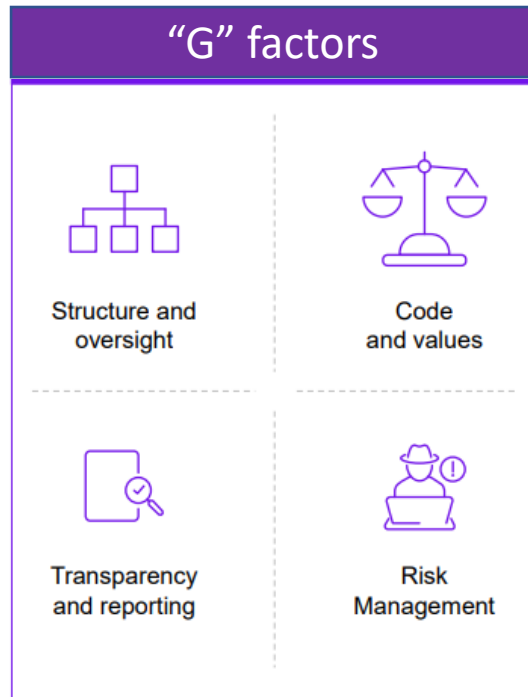 “G” factors
Structure and
oversight
Code
and values
Transparency
and reporting
Risk
Management